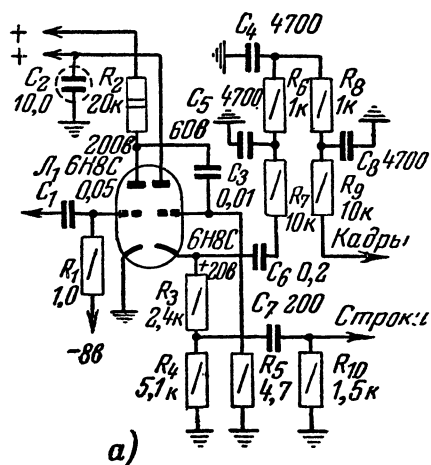 +
+
C4 4700
C2
10,0
R2
20к
C5 4700
R6
1к
R8
1к
200в
60в
C3
0,01
C8 4700
Л1 6Н8С
C1 0,05
R7
10к
R9
10к
Кадры
6Н8С
C6 0,2
R1
1.0
+20в
R3
2,4к
C7 200
Строки
-8в
R4
5,1к
R5
4,7
R10
1,5к
а)